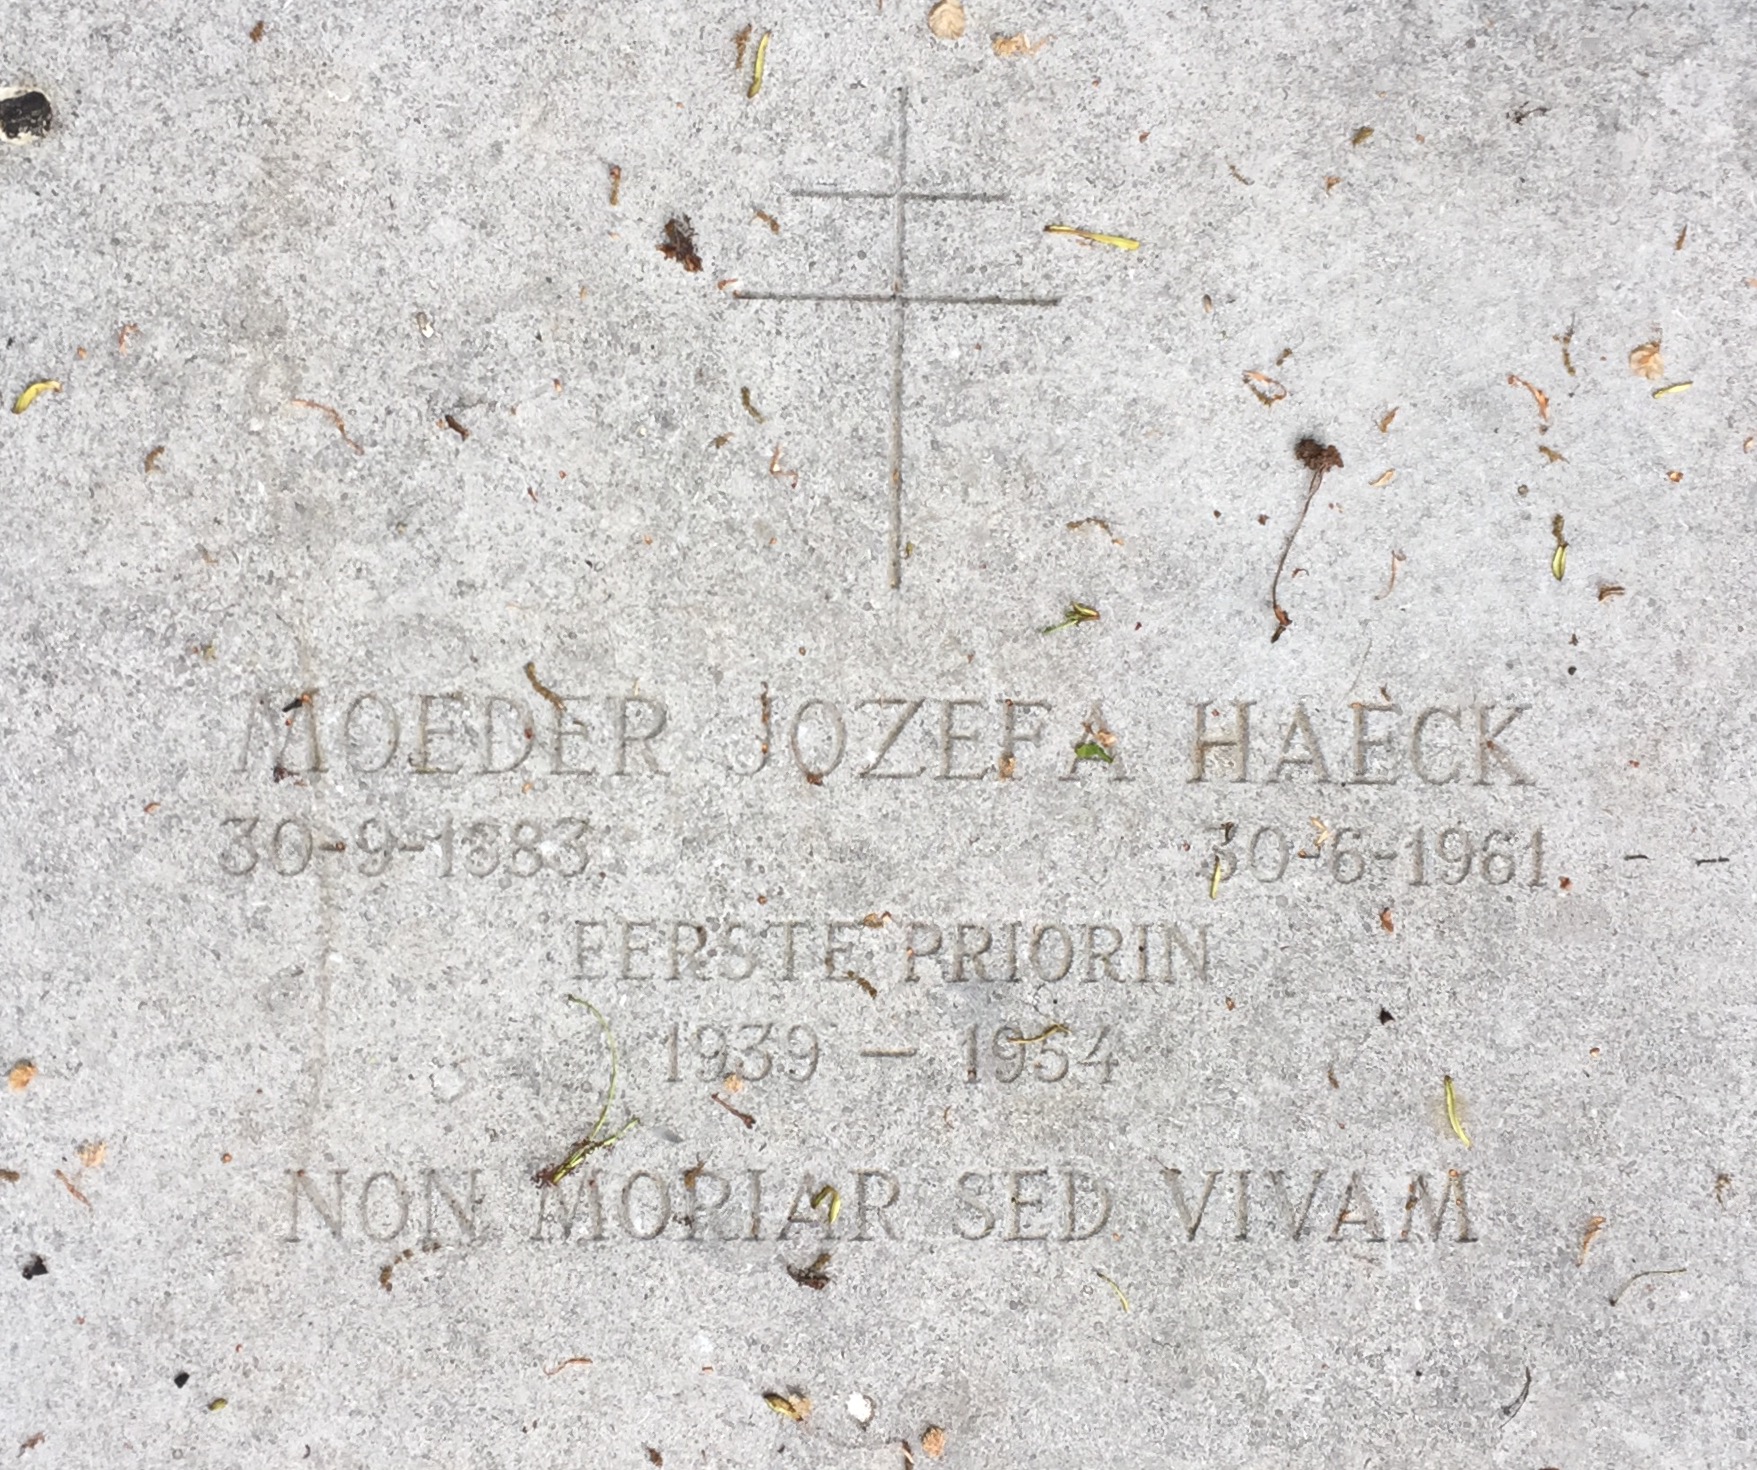 MOEDER JOZEFA HAECK
30-9-1883 30-6-1961
EERSTE PRIORIN
1939 — 1954
NON MORIAR SED VIVAM